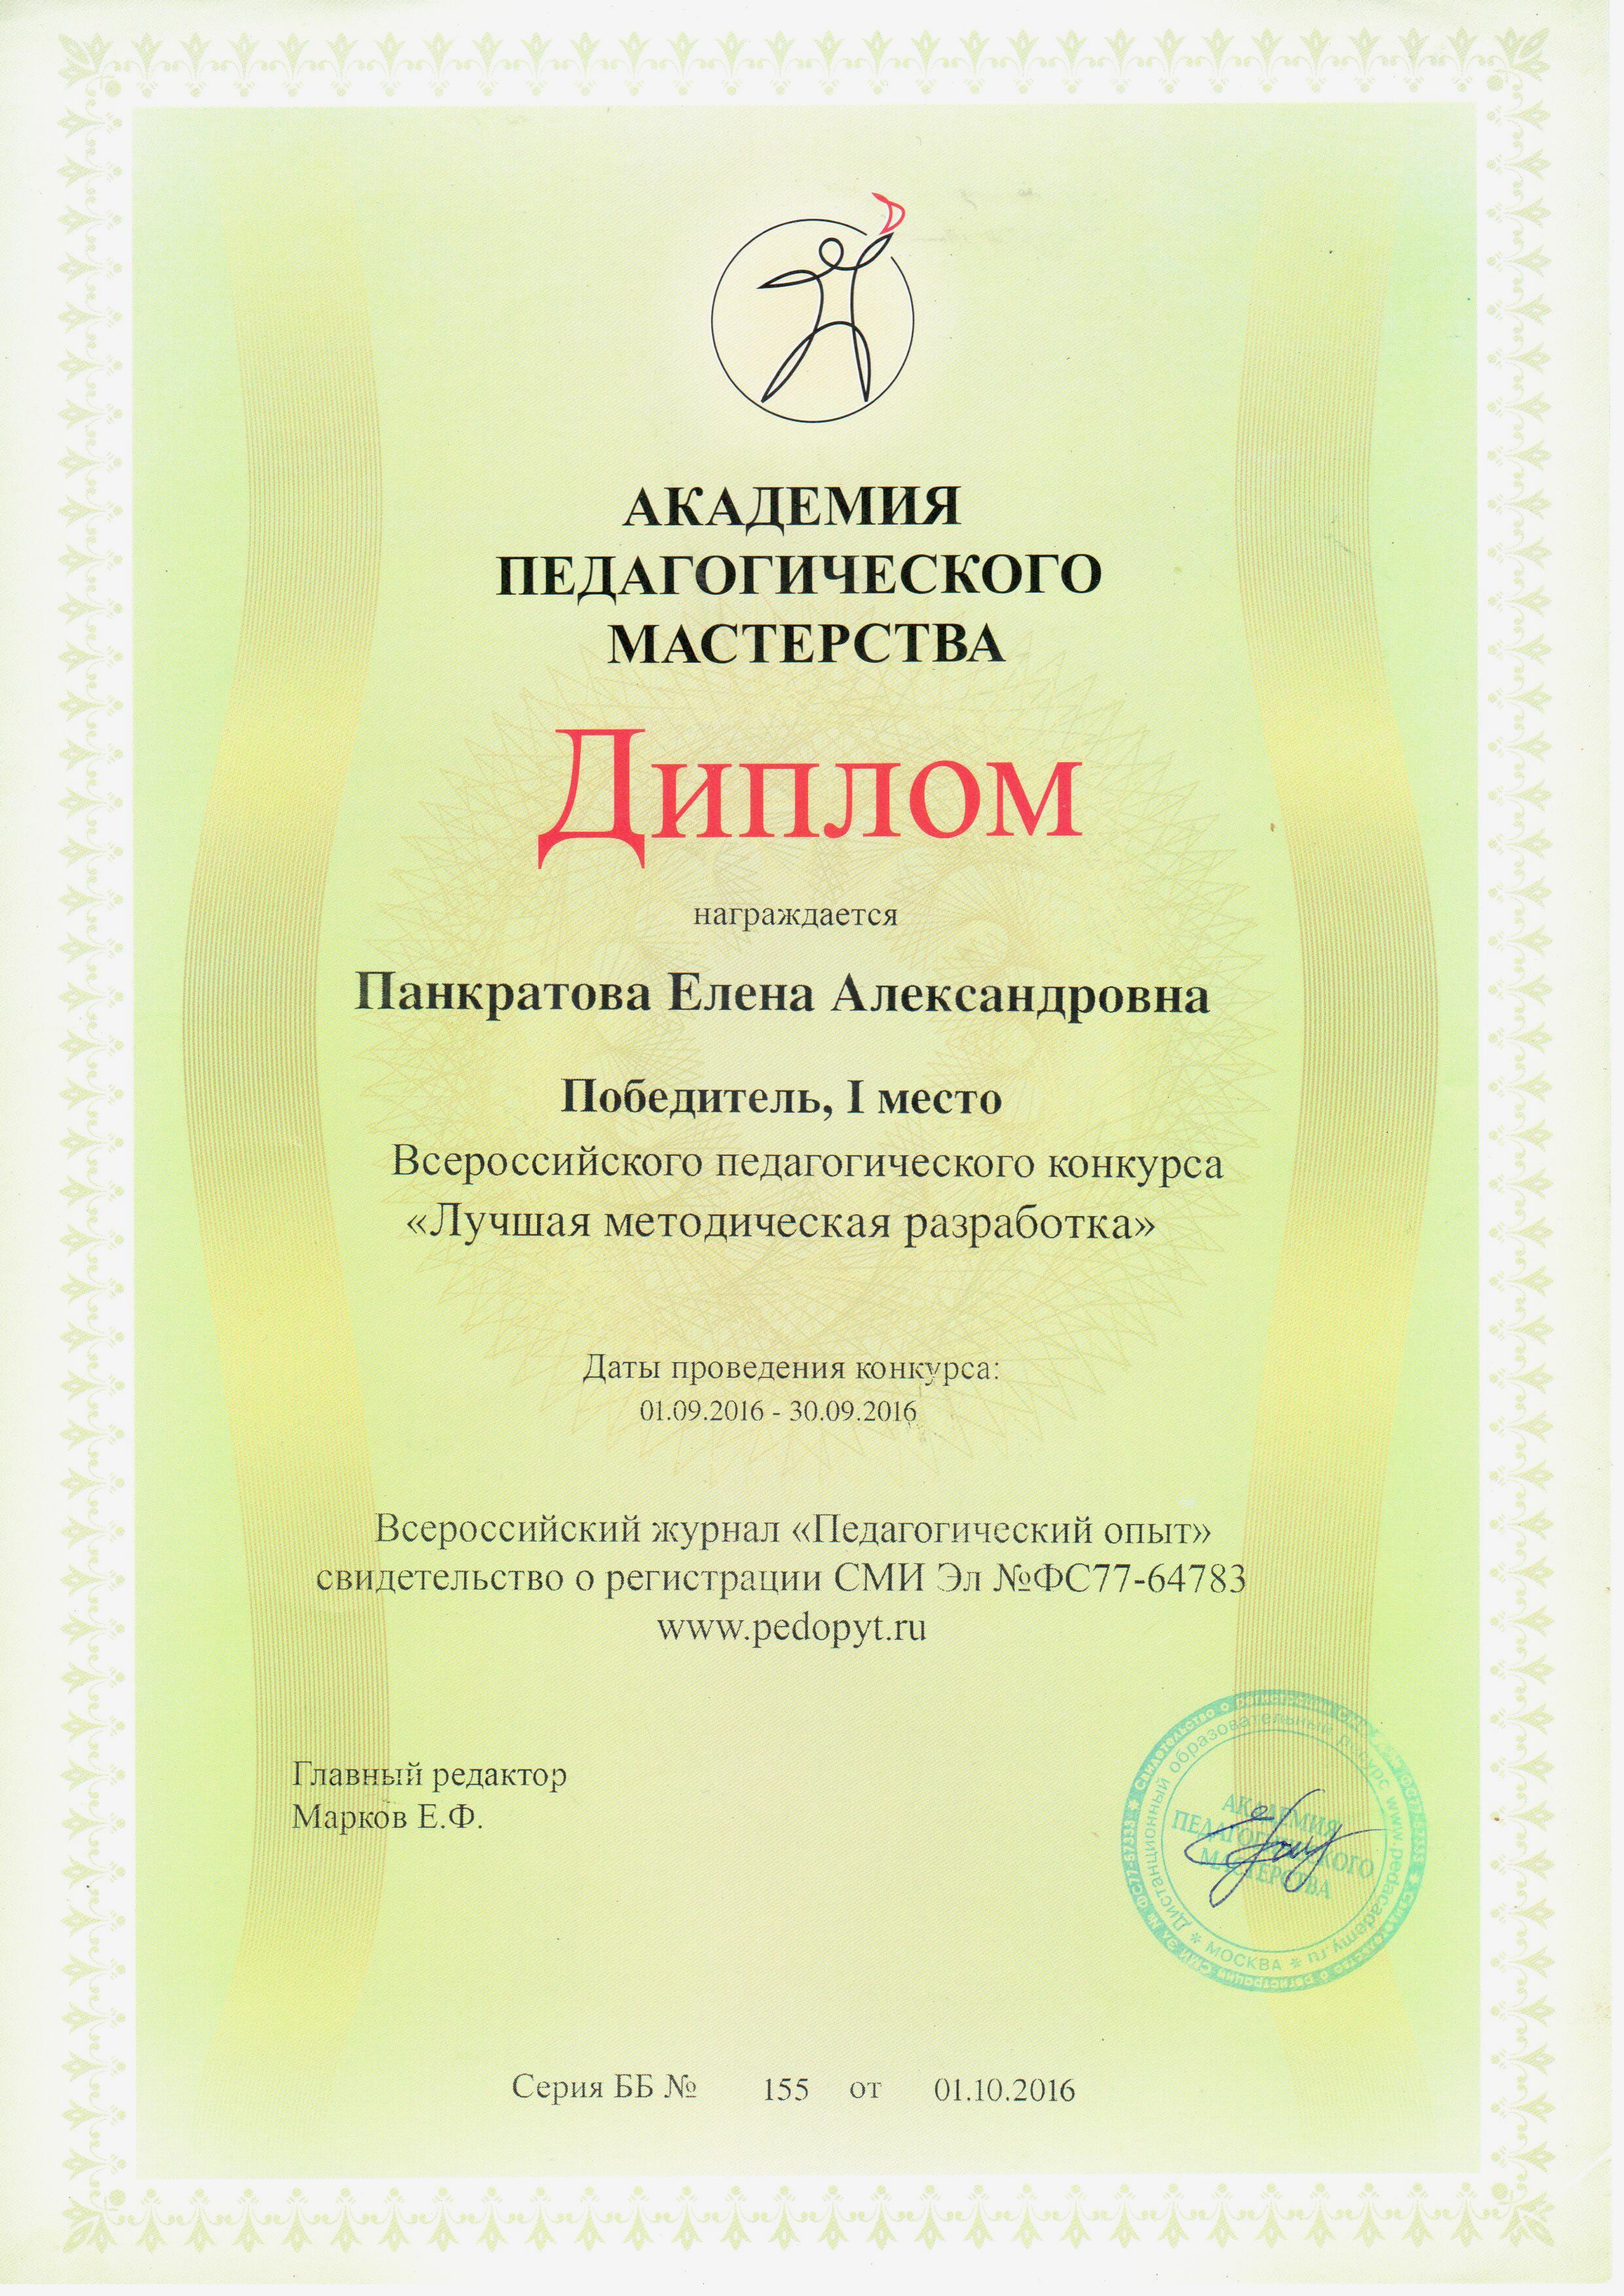 АКАДЕМИЯ
ПЕДАГОГИЧЕСКОГО
МАСТЕРСТВА
Диплом
награждается
Панкратова Елена Александровна
Победитель, I место
Всероссийского педагогического конкурса
«Лучшая методическая разработка»
Даты проведения конкурса:
01.09.2016 - 30.09.2016
Всероссийский журнал «Педагогический опыт»
свидетельство о регистрации СМИ Эл №ФС77-64783
www.pedopyt.ru
Главный редактор
Марков Е.Ф.
Свидетельство о регистрации
Дистанционный образовательный ресурс www.pedacademy.ru
* МОСКВА *
АКАДЕМИЯ
ПЕДАГОГИЧЕСКОГО
МАСТЕРСТВА
Серия ББ № 155 от 01.10.2016